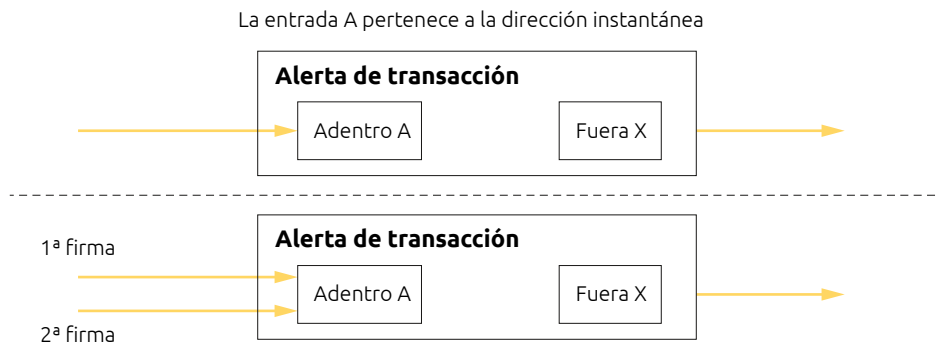 La entrada A pertenece a la dirección instantánea
Alerta de transacción
Adentro A
Fuera X
1ª firma
Alerta de transacción
Adentro A
Fuera X
2ª firma